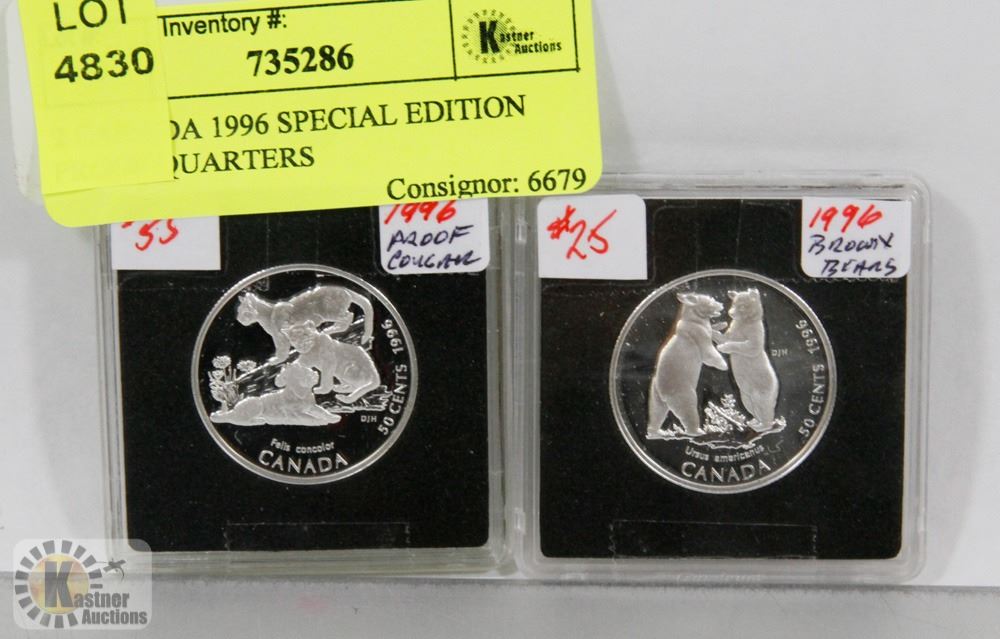 LOT
4830
Inventory #:
735286
Kastner
Auctions
DA 1996 SPECIAL EDITION
QUARTERS
Consignor: 6679
1996
PROOF
COUGAR
$25
1996
BROWN
BEARS
50 CENTS 1996
DJH
Felis concolor
CANADA
50 CENTS 1996
DJH
Ursus americanus
CANADA
Kastner
Auctions